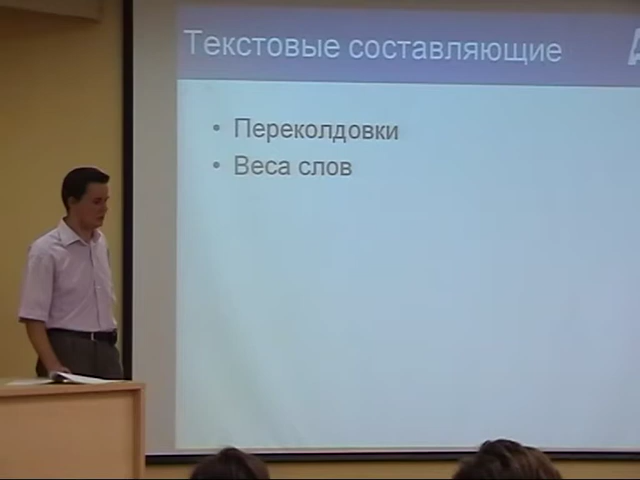 Текстовые составляющие
• Переколдовки
• Веса слов